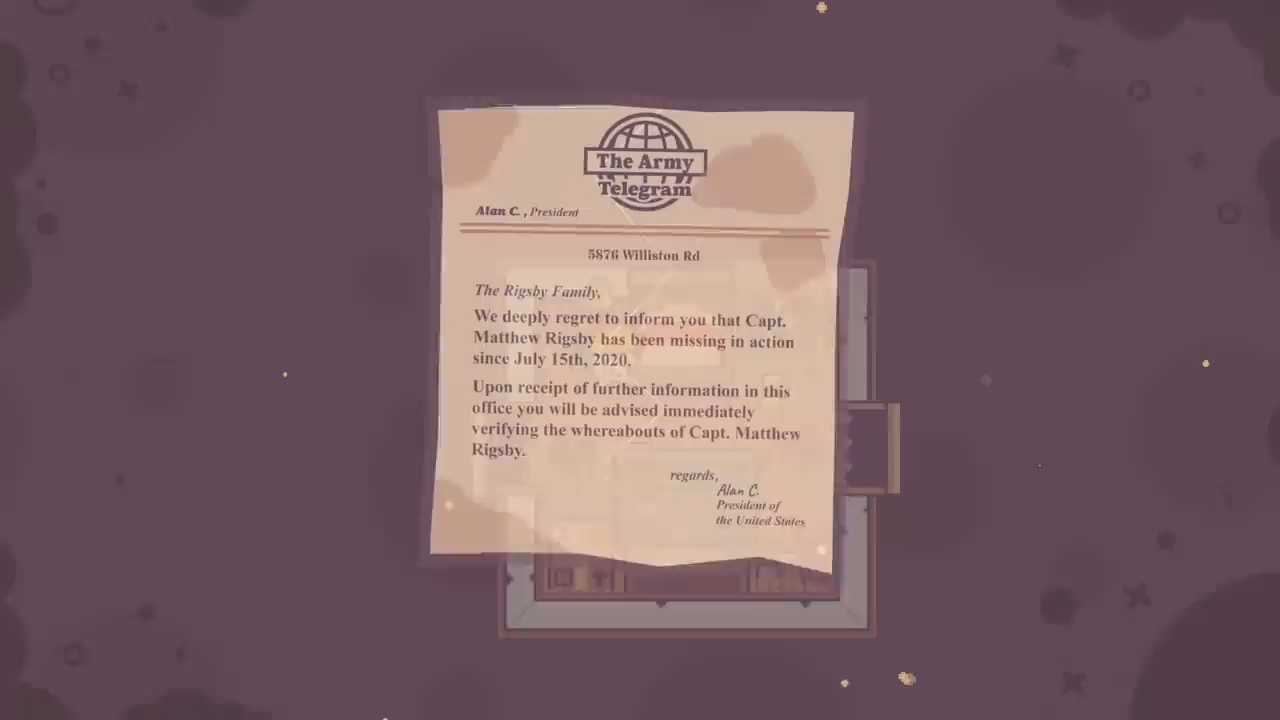 The Army
Telegram
Alan C. , President
5876 Williston Rd
The Rigsby Family,
We deeply regret to inform you that Capt.
Matthew Rigsby has been missing in action
since July 15th, 2020.
Upon receipt of further information in this
office you will be advised immediately
verifying the whereabouts of Capt. Matthew
Rigsby.
regards,
Alan C.
President of
the United States